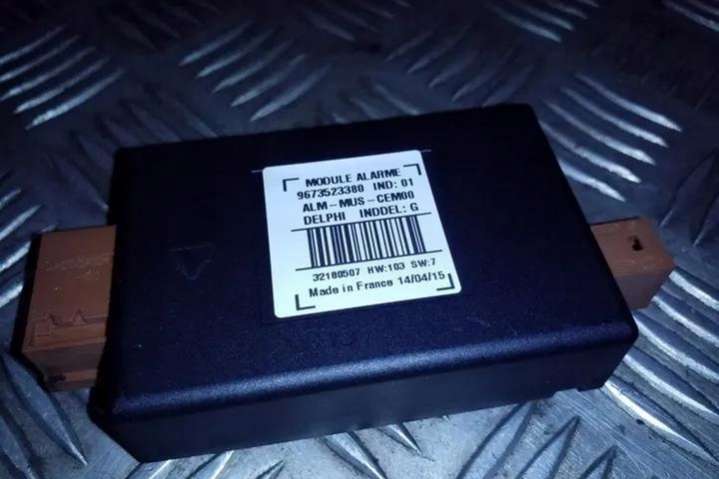 MODULE ALARME
9673523380 IND: 01
ALM-MUS-CEM00
DELPHI INDDEL: G
32180507 HW:103 SW:7
Made in France 14/04/15